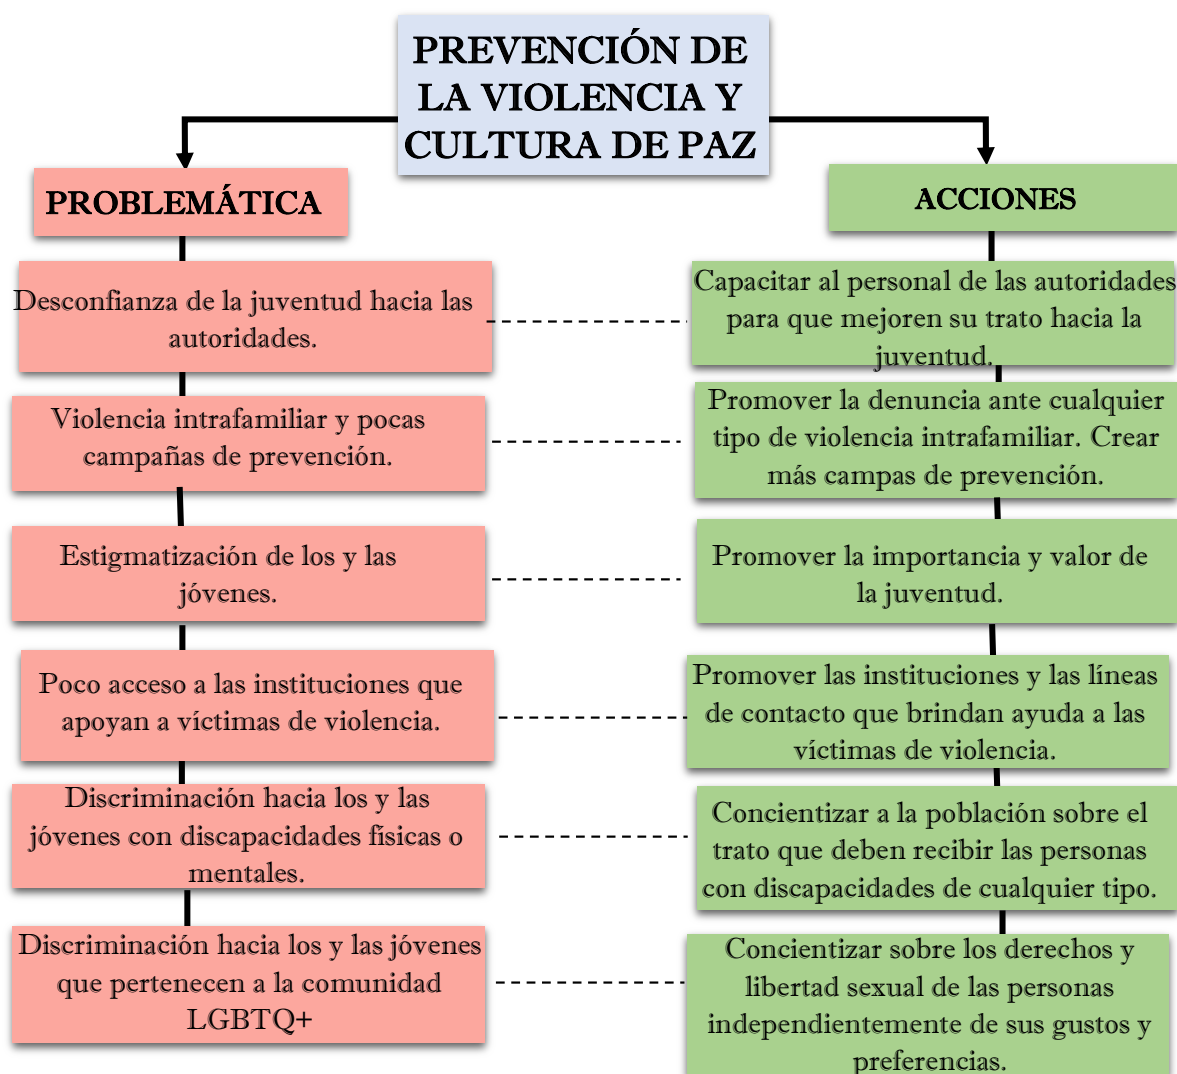 PREVENCIÓN DE
LA VIOLENCIA Y
CULTURA DE PAZ
PROBLEMÁTICA
ACCIONES
Desconfianza de la juventud hacia las
autoridades.
Capacitar al personal de las autoridades
para que mejoren su trato hacia la
juventud.
Violencia intrafamiliar y pocas
campañas de prevención.
Promover la denuncia ante cualquier
tipo de violencia intrafamiliar. Crear
más campas de prevención.
Estigmatización de los y las
jóvenes.
Promover la importancia y valor de
la juventud.
Poco acceso a las instituciones que
apoyan a víctimas de violencia.
Promover las instituciones y las líneas
de contacto que brindan ayuda a las
víctimas de violencia.
Discriminación hacia los y las
jóvenes con discapacidades físicas o
mentales.
Concientizar a la población sobre el
trato que deben recibir las personas
con discapacidades de cualquier tipo.
Discriminación hacia los y las jóvenes
que pertenecen a la comunidad
LGBTQ+
Concientizar sobre los derechos y
libertad sexual de las personas
independientemente de sus gustos y
preferencias.